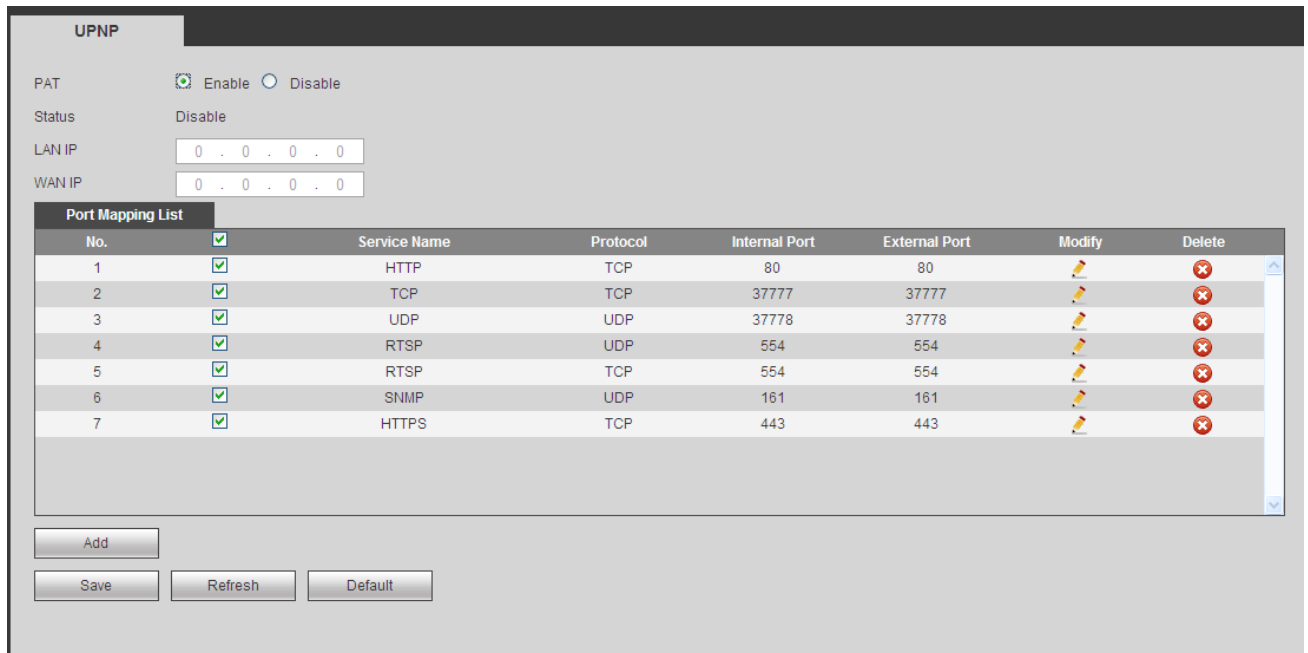 UPNP
PAT Enable Disable
Status Disable
LAN IP 0 . 0 . 0 . 0
WAN IP 0 . 0 . 0 . 0
Port Mapping List
No. Service Name Protocol Internal Port External Port Modify Delete
1 HTTP TCP 80 80
2 TCP TCP 37777 37777
3 UDP UDP 37778 37778
4 RTSP UDP 554 554
5 RTSP TCP 554 554
6 SNMP UDP 161 161
7 HTTPS TCP 443 443
Add
Save Refresh Default